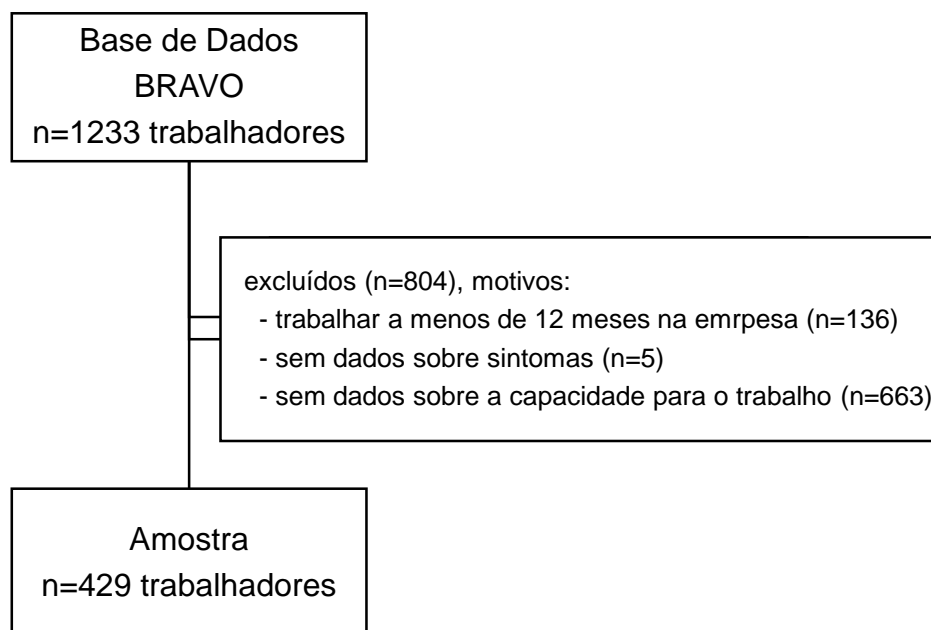 Base de Dados
BRAVO
n=1233 trabalhadores
excluídos (n=804), motivos:
- trabalhar a menos de 12 meses na emrpesa (n=136)
- sem dados sobre sintomas (n=5)
- sem dados sobre a capacidade para o trabalho (n=663)
Amostra
n=429 trabalhadores